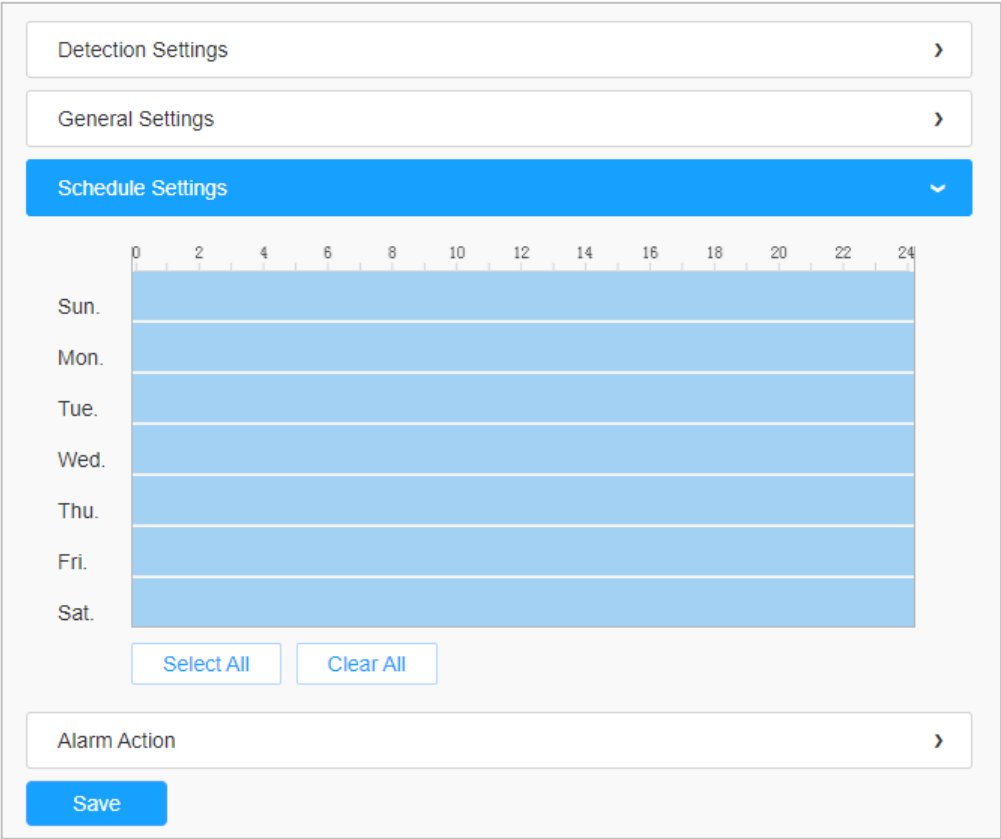 Detection Settings
General Settings
Schedule Settings
0 2 4 6 8 10 12 14 16 18 20 22 24
Sun.
Mon.
Tue.
Wed.
Thu.
Fri.
Sat.
Select All Clear All
Alarm Action
Save